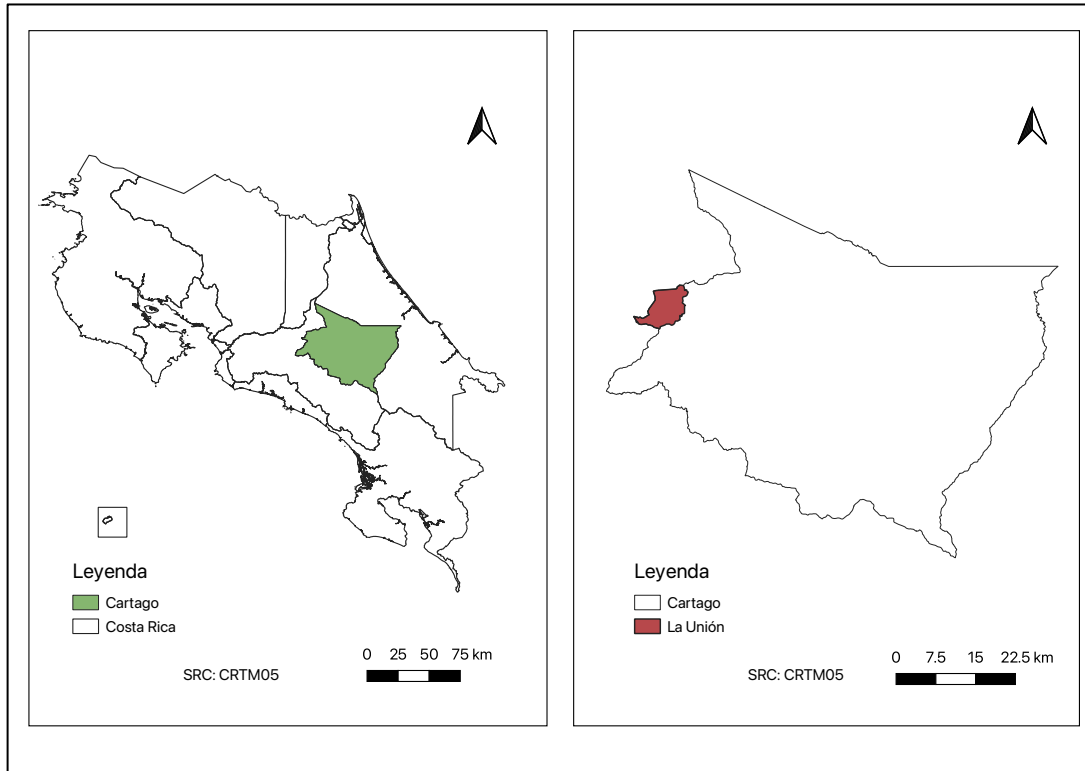 Leyenda
Cartago
Costa Rica
0 25 50 75 km
SRC: CRTM05
Leyenda
Cartago
La Unión
0 7.5 15 22.5 km
SRC: CRTM05